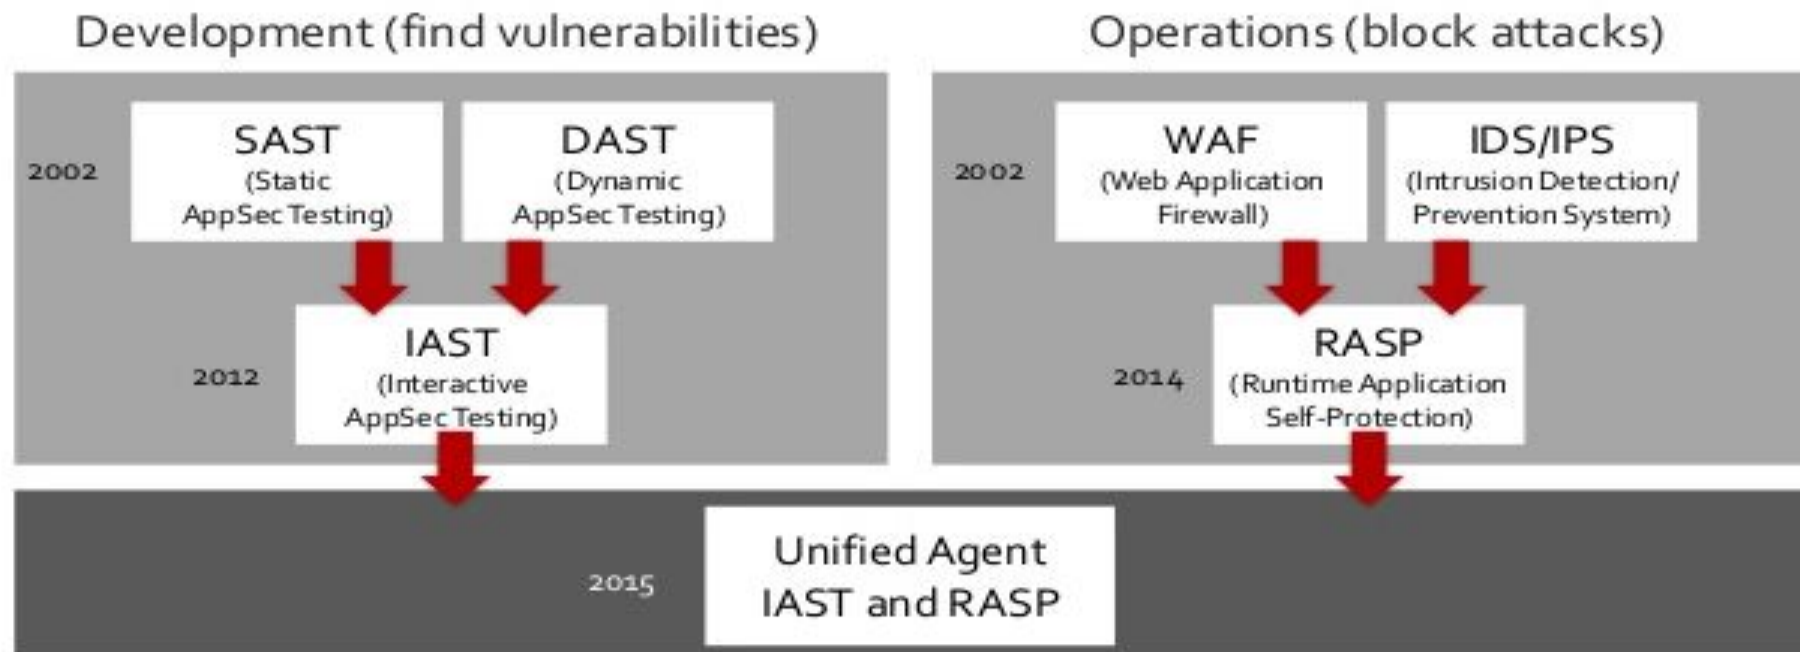 Development (find vulnerabilities)
2002
SAST
(Static
AppSec Testing)
DAST
(Dynamic
AppSec Testing)
2012
IAST
(Interactive
AppSec Testing)
Operations (block attacks)
2002
WAF
(Web Application
Firewall)
IDS/IPS
(Intrusion Detection/
Prevention System)
2014
RASP
(Runtime Application
Self-Protection)
2015
Unified Agent
IAST and RASP